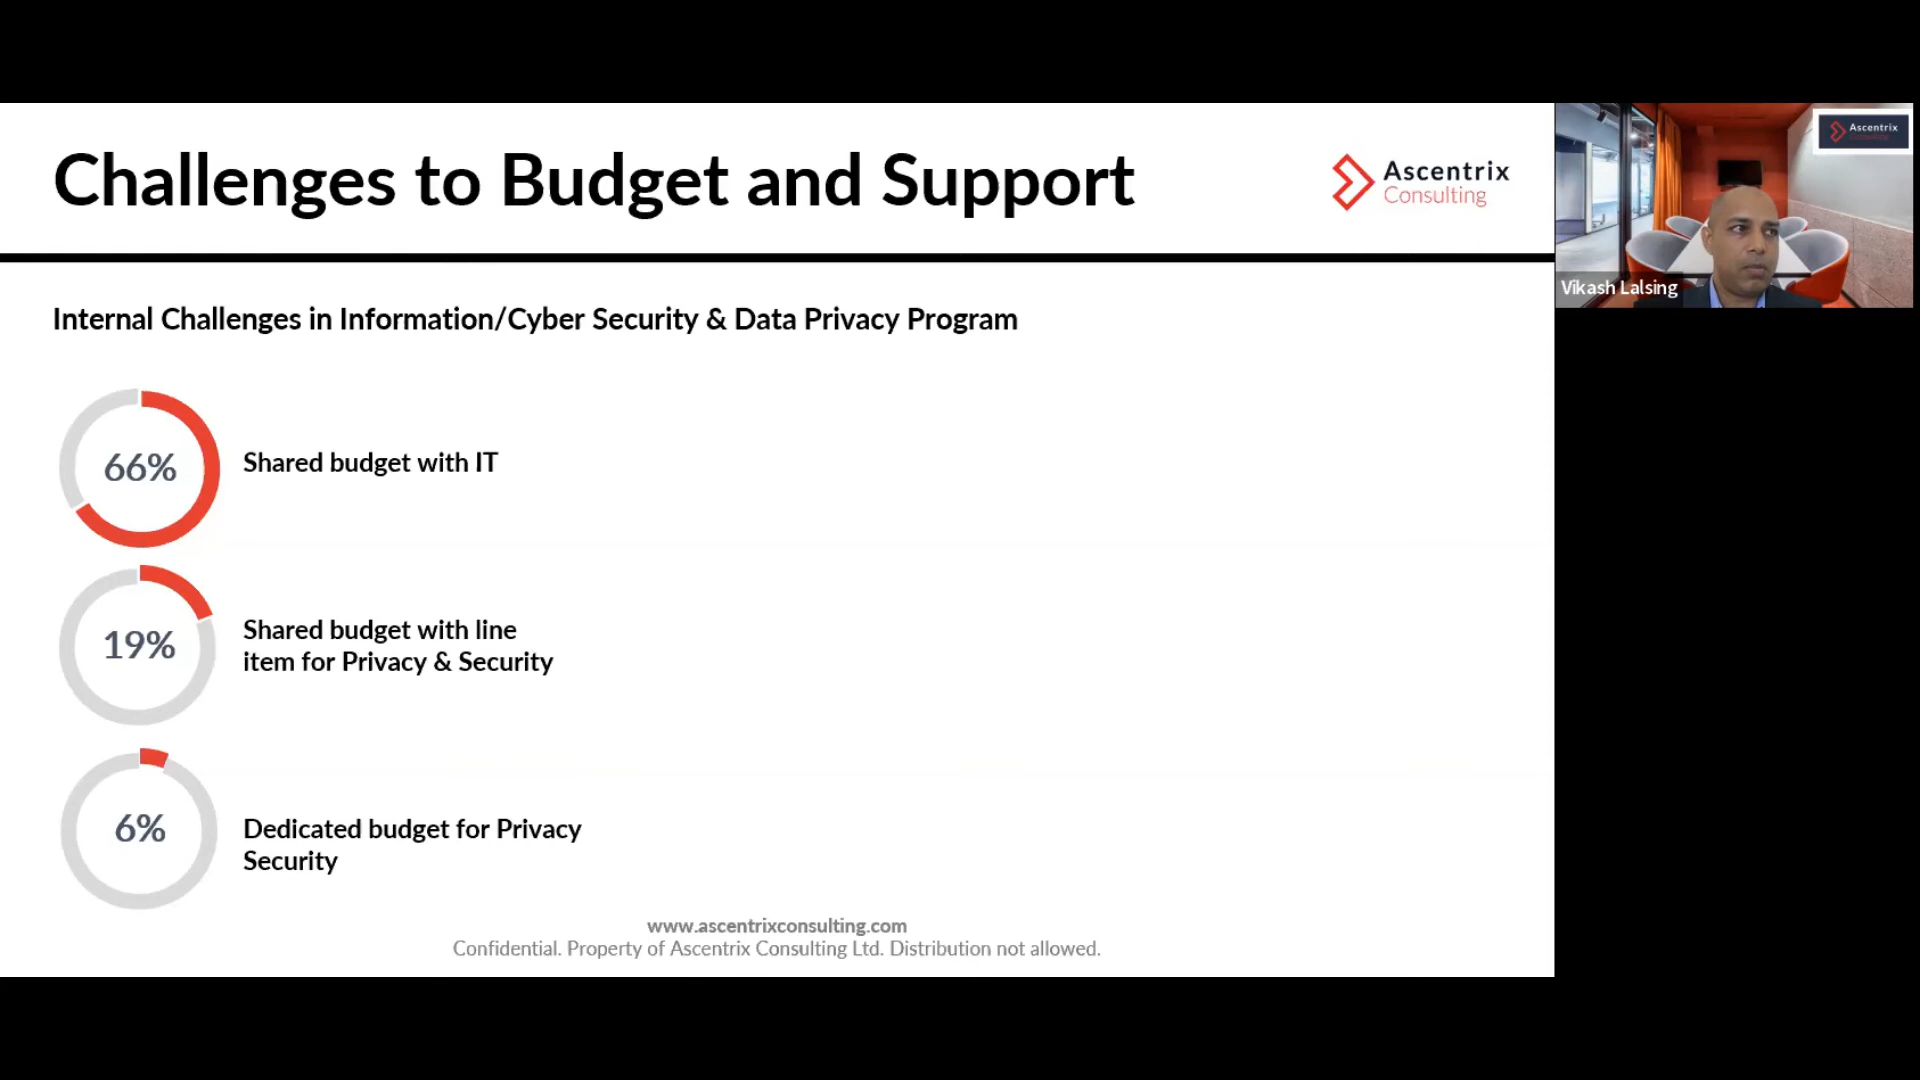 Challenges to Budget and Support
Ascentrix
Consulting
Internal Challenges in Information/Cyber Security & Data Privacy Program
66%
Shared budget with IT
19%
Shared budget with line
item for Privacy & Security
6%
Dedicated budget for Privacy
Security
www.ascentrixconsulting.com
Confidential. Property of Ascentrix Consulting Ltd. Distribution not allowed.
Ascentrix
Vikash Lalsing